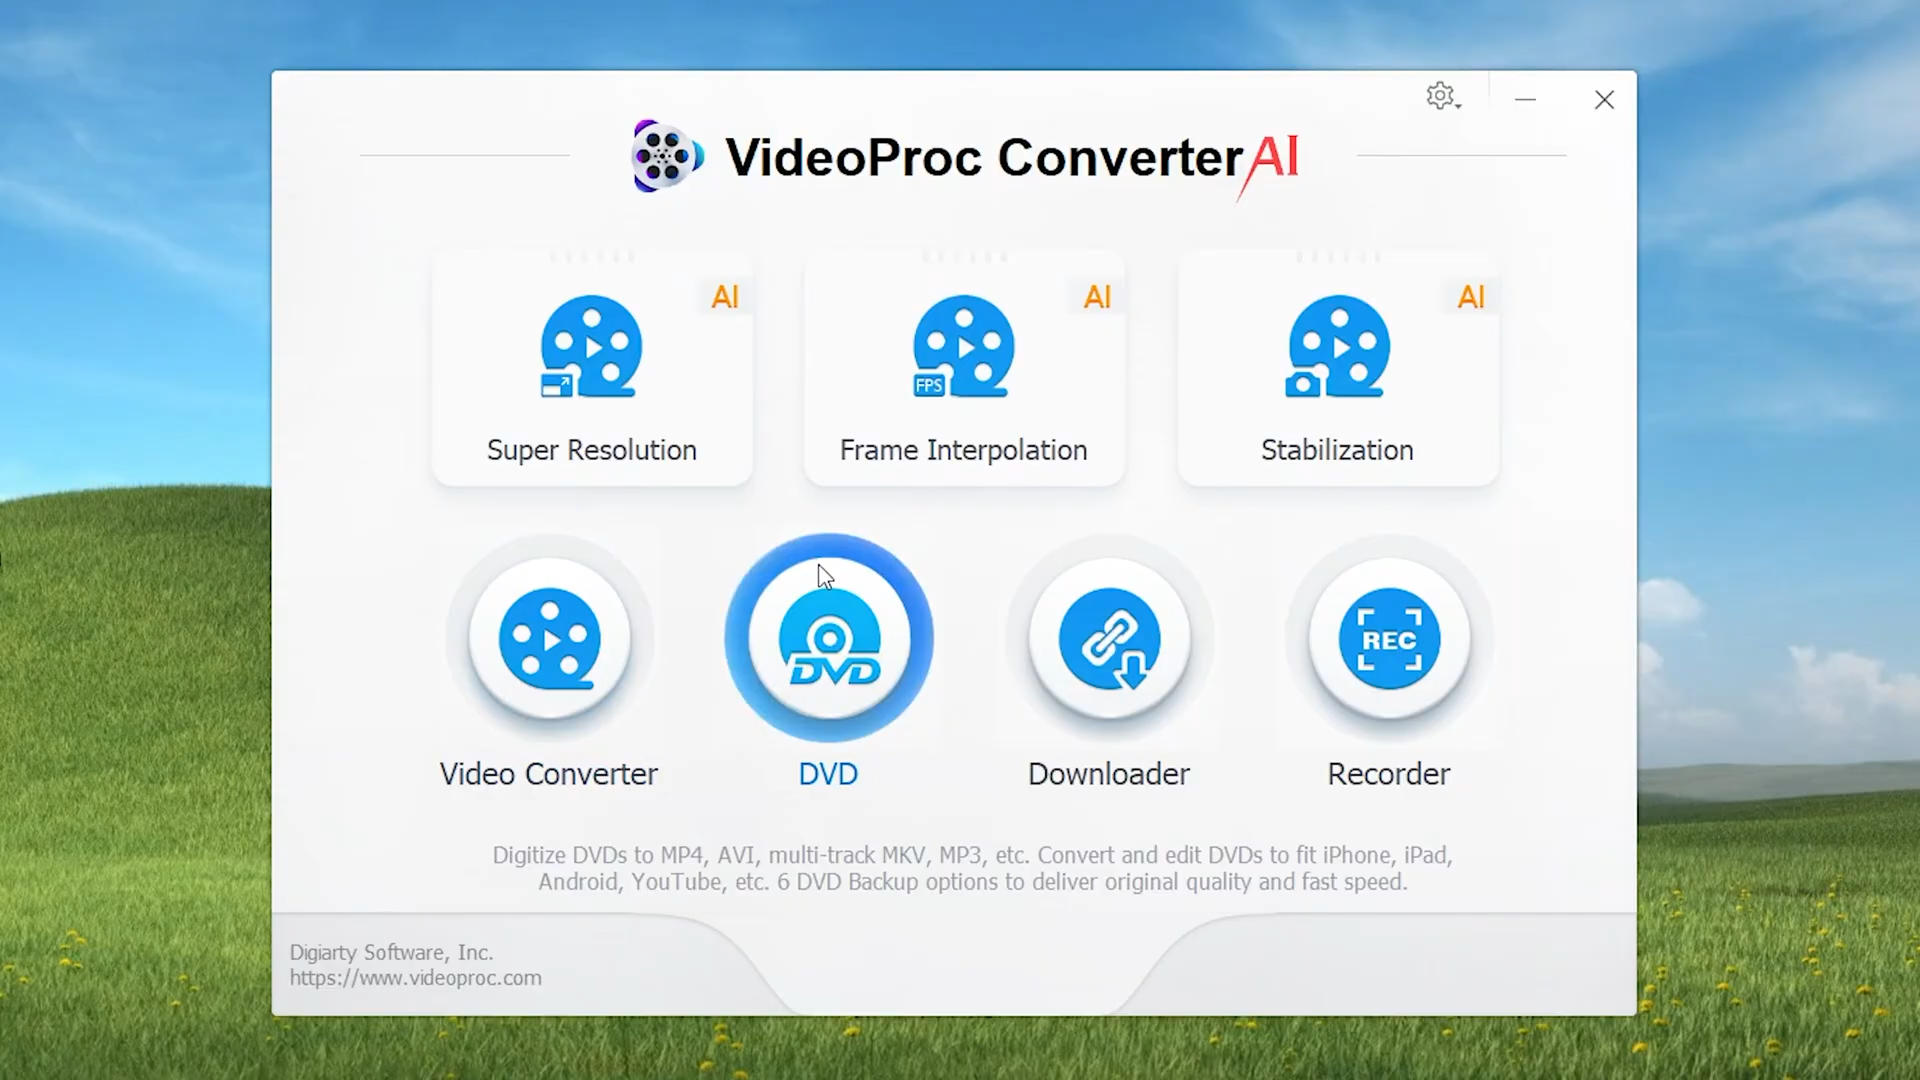 VideoProc Converter AI
AI
AI
AI
FPS
Super Resolution
Frame Interpolation
Stabilization
DVD
REC
Video Converter
DVD
Downloader
Recorder
Digitize DVDs to MP4, AVI, multi-track MKV, MP3, etc. Convert and edit DVDs to fit iPhone, iPad,
Android, YouTube, etc. 6 DVD Backup options to deliver original quality and fast speed.
Digiarty Software, Inc.
https://www.videoproc.com